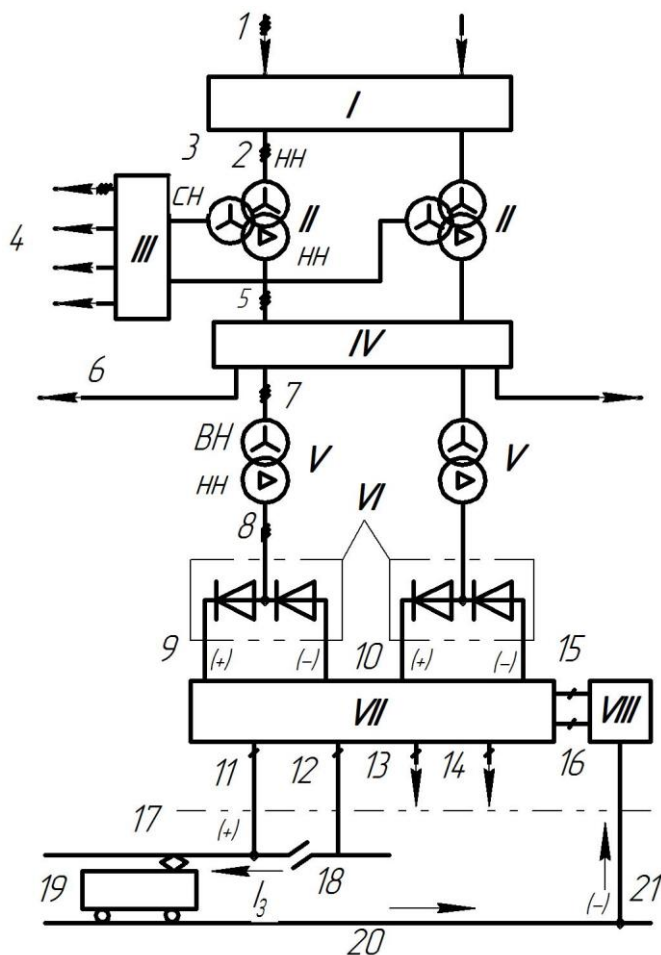 1
I
3 2 НН
СН II II
4 III НН
5
IV
6
7
ВН V V
НН VI
8
9 (+) (−) 10 (+) (−) 15
VII VIII
11 12 13 14 16
17 (+)
19 I₃ 18 (−) 21
20